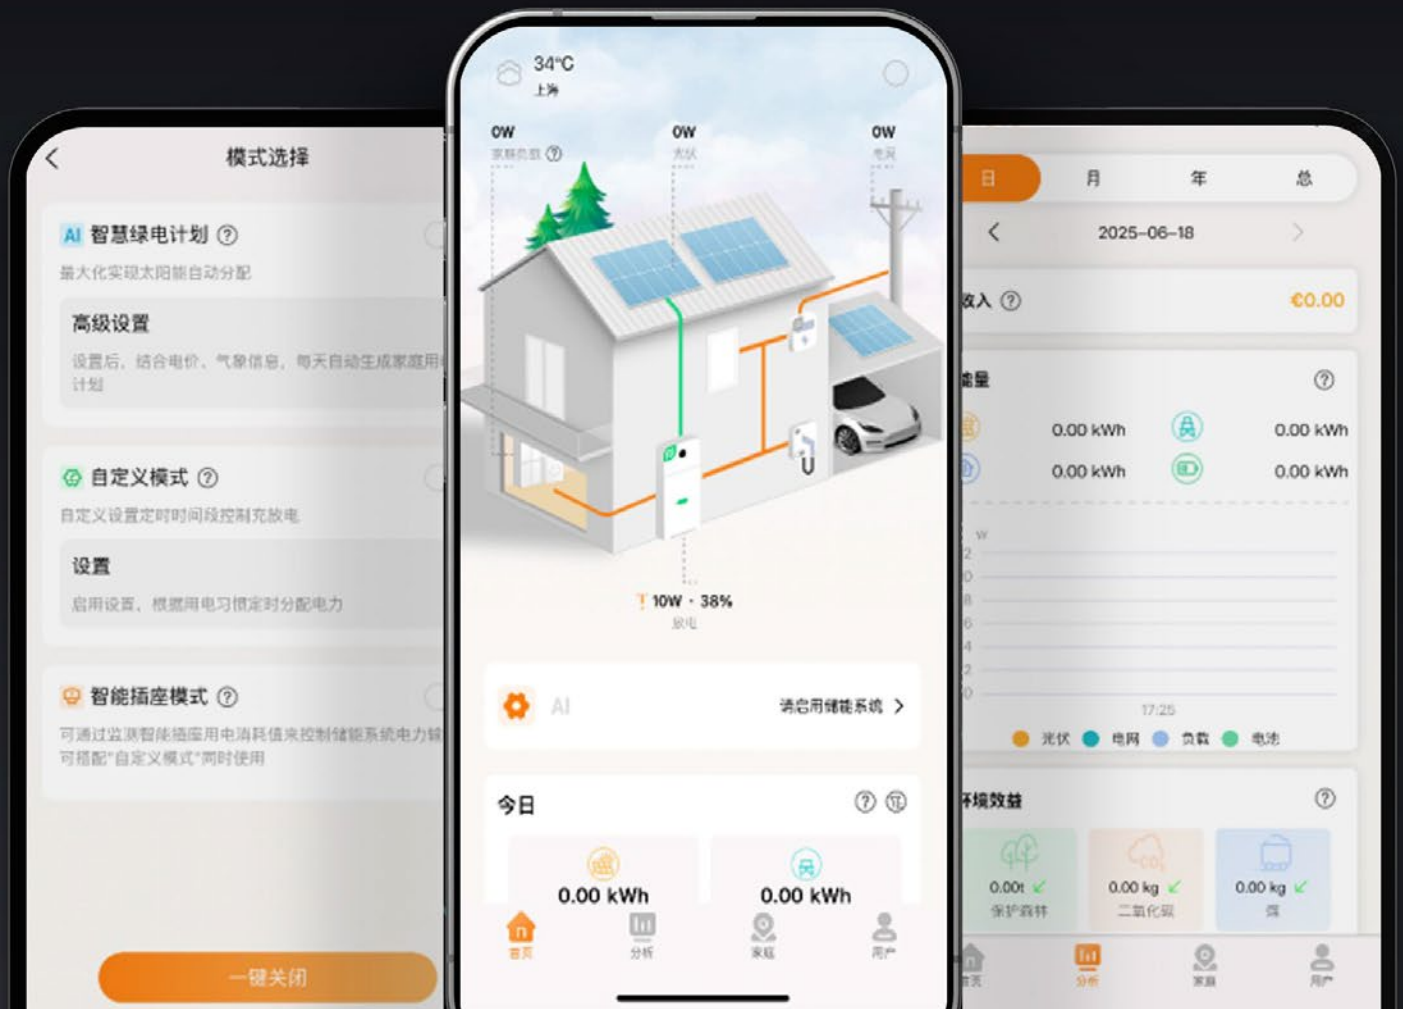 模式选择
AI 智慧绿电计划 ?
最大化实现太阳能自动分配
高级设置
设置后，结合电价、气象信息，每天自动生成家庭用
计划
自定义模式 ?
自定义设置定时时间段控制充放电
设置
启用设置，根据用电习惯定时分配电力
智能插座模式 ?
可通过监测智能插座用电消耗值来控制储能系统电力
可搭配"自定义模式"同时使用
一键关闭
34°C
上海
0W
家庭负载 ?
0W
光伏
0W
电网
10W · 38%
放电
AI
请启用储能系统 >
今日
?
0.00 kWh
0.00 kWh
首页
分析
家庭
用户
日
月
年
总
< 2025-06-18 >
收入 ?
€0.00
能量
?
0.00 kWh
0.00 kWh
0.00 kWh
0.00 kWh
W
2
0
8
6
4
2
0
17:25
光伏 电网 负载 电池
环境效益
?
CO₂
0.00t
保护森林
0.00 kg
二氧化碳
0.00 kg
煤
首页
分析
家庭
用户